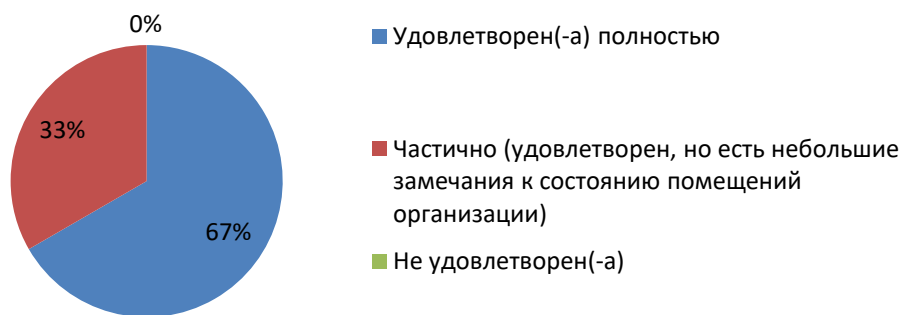 0%
33%
67%
Удовлетворен(-а) полностью
Частично (удовлетворен, но есть небольшие
замечания к состоянию помещений
организации)
Не удовлетворен(-а)